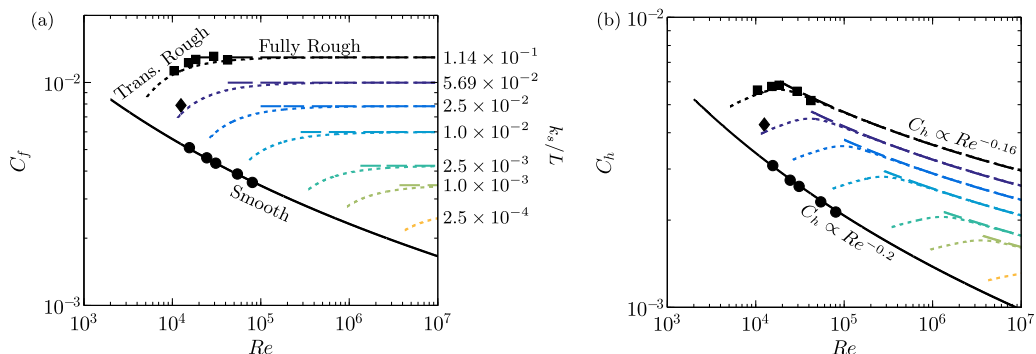 (a)
10^{-2}
10^{-3}
C_f
Trans. Rough
Fully Rough
Smooth
1.14 × 10^{-1}
5.69 × 10^{-2}
2.5 × 10^{-2}
1.0 × 10^{-2}
2.5 × 10^{-3}
1.0 × 10^{-3}
2.5 × 10^{-4}
k_s/L
10^3 10^4 10^5 10^6 10^7
Re
(b)
10^{-2}
10^{-3}
C_h
C_h ∝ Re^{-0.16}
C_h ∝ Re^{-0.2}
10^3 10^4 10^5 10^6 10^7
Re